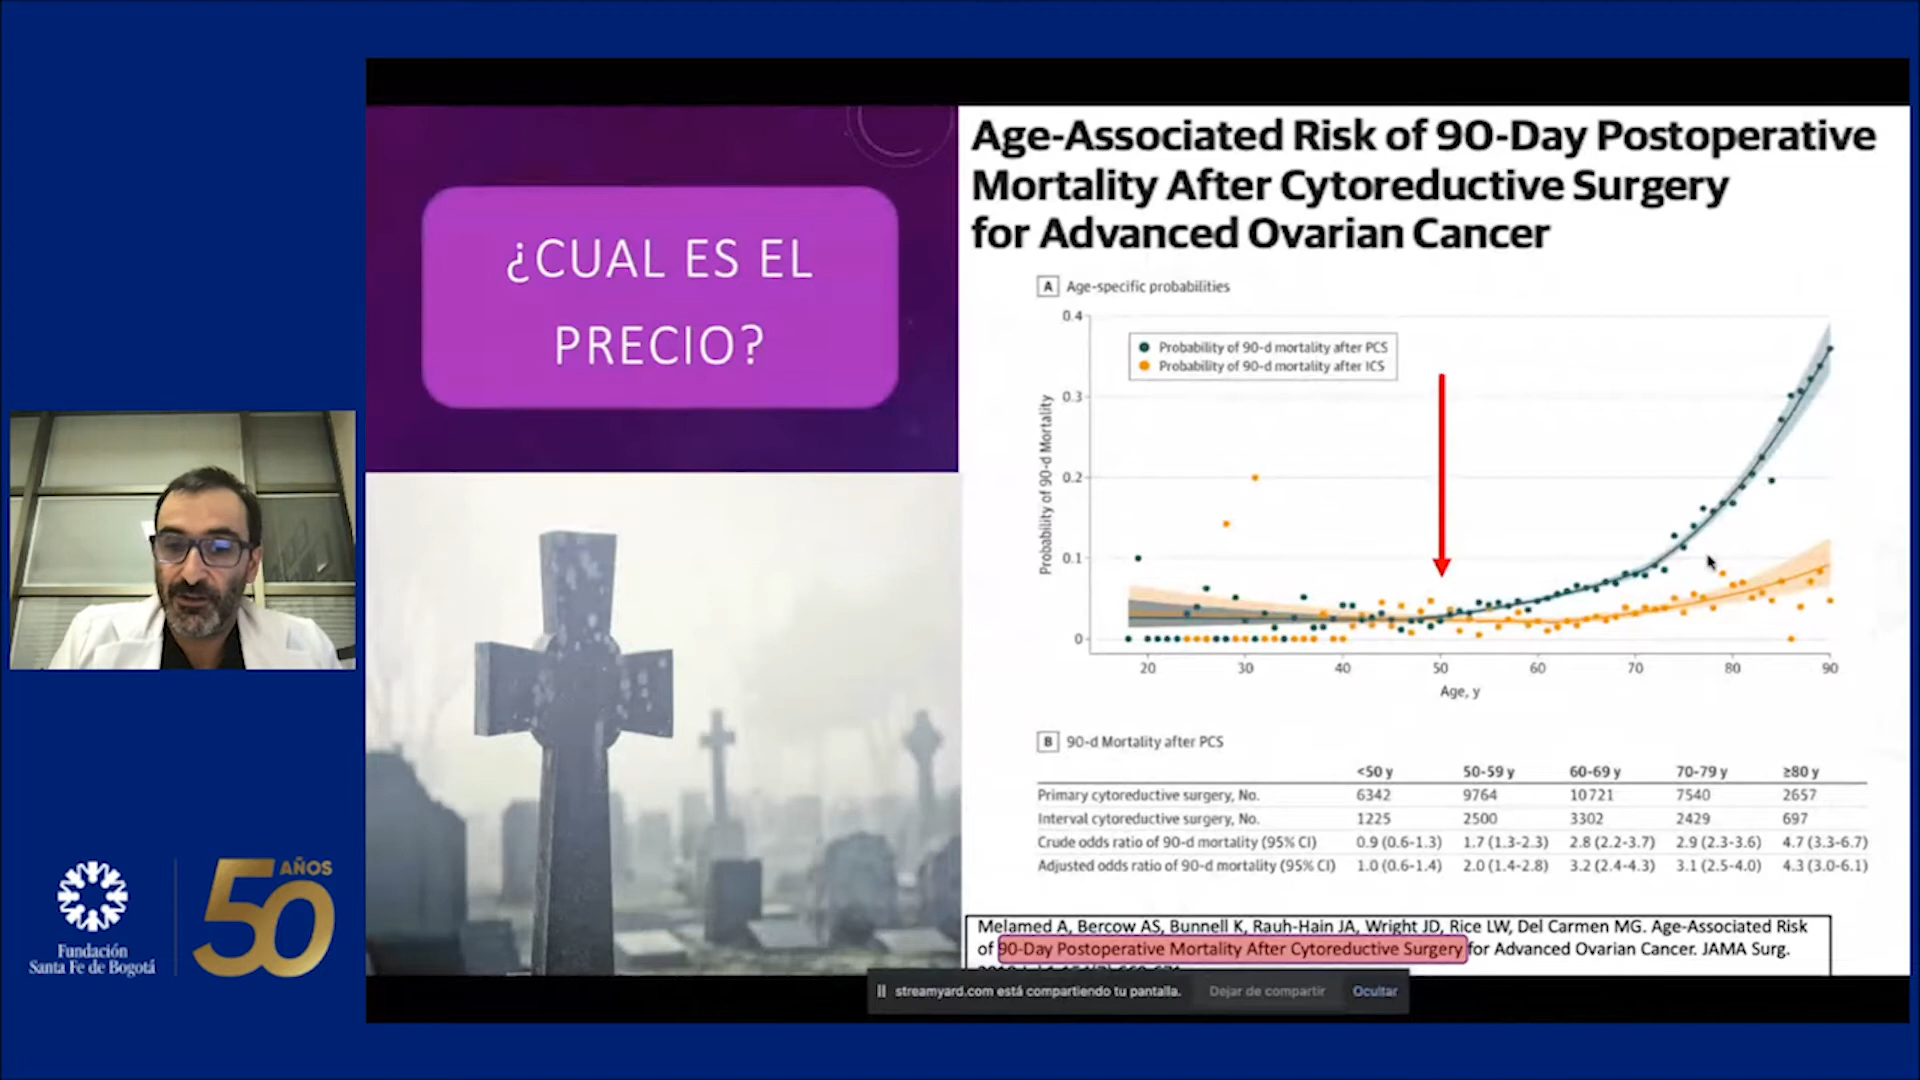 ¿CUAL ES EL
PRECIO?
Age-Associated Risk of 90-Day Postoperative
Mortality After Cytoreductive Surgery
for Advanced Ovarian Cancer
A Age-specific probabilities
Probability of 90-d Mortality
0.4
0.3
0.2
0.1
0
Probability of 90-d mortality after PCS
Probability of 90-d mortality after ICS
20 30 40 50 60 70 80 90
Age, y
B 90-d Mortality after PCS
<50 y 50-59 y 60-69 y 70-79 y ≥80 y
Primary cytoreductive surgery, No. 6342 9764 10721 7540 2657
Interval cytoreductive surgery, No. 1225 2500 3302 2429 697
Crude odds ratio of 90-d mortality (95% CI) 0.9 (0.6-1.3) 1.7 (1.3-2.3) 2.8 (2.2-3.7) 2.9 (2.3-3.6) 4.7 (3.3-6.7)
Adjusted odds ratio of 90-d mortality (95% CI) 1.0 (0.6-1.4) 2.0 (1.4-2.8) 3.2 (2.4-4.3) 3.1 (2.5-4.0) 4.3 (3.0-6.1)
Melamed A, Bercow AS, Bunnell K, Rauh-Hain JA, Wright JD, Rice LW, Del Carmen MG. Age-Associated Risk
of 90-Day Postoperative Mortality After Cytoreductive Surgery for Advanced Ovarian Cancer. JAMA Surg.
streamyard.com está compartiendo tu pantalla. Dejar de compartir Ocultar
Fundación
Santa Fe de Bogotá
50 AÑOS